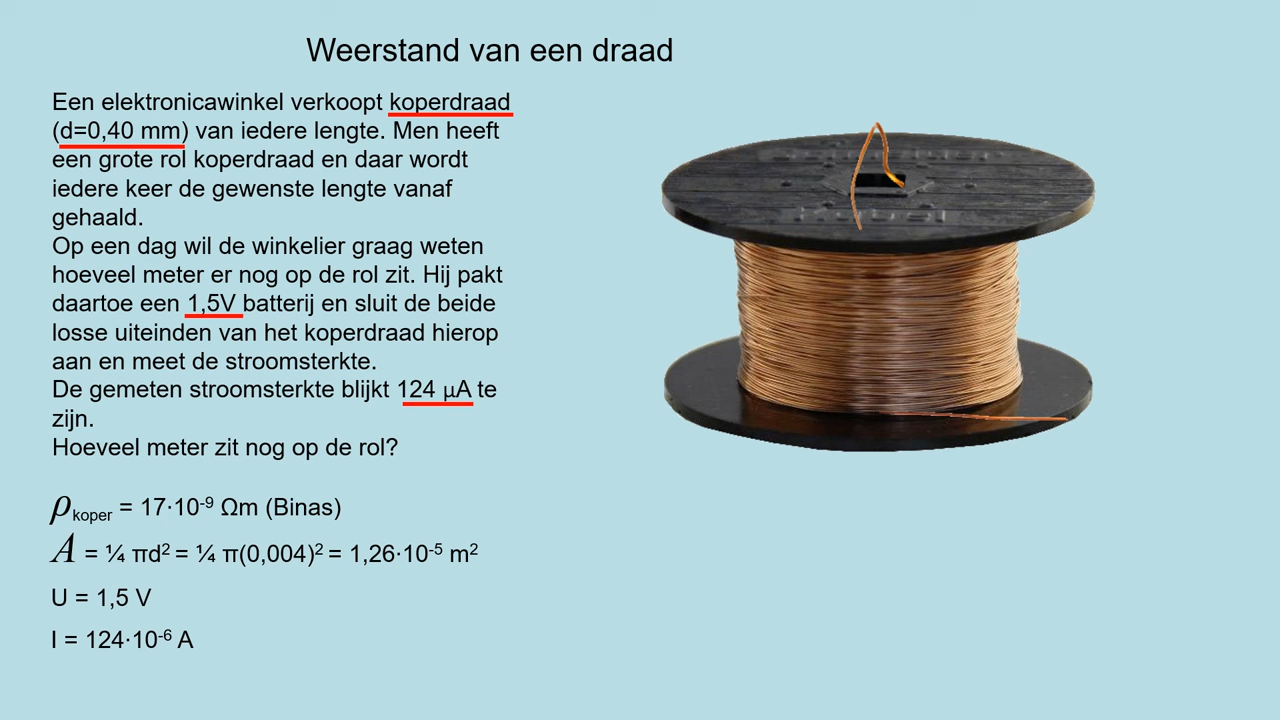 Weerstand van een draad
Een elektronicawinkel verkoopt koperdraad
(d=0,40 mm) van iedere lengte. Men heeft
een grote rol koperdraad en daar wordt
iedere keer de gewenste lengte vanaf
gehaald.
Op een dag wil de winkelier graag weten
hoeveel meter er nog op de rol zit. Hij pakt
daartoe een 1,5V batterij en sluit de beide
losse uiteinden van het koperdraad hierop
aan en meet de stroomsterkte.
De gemeten stroomsterkte blijkt 124 µA te
zijn.
Hoeveel meter zit nog op de rol?
ρkoper = 17·10⁻⁹ Ωm (Binas)
A = ¼ πd² = ¼ π(0,004)² = 1,26·10⁻⁵ m²
U = 1,5 V
I = 124·10⁻⁶ A